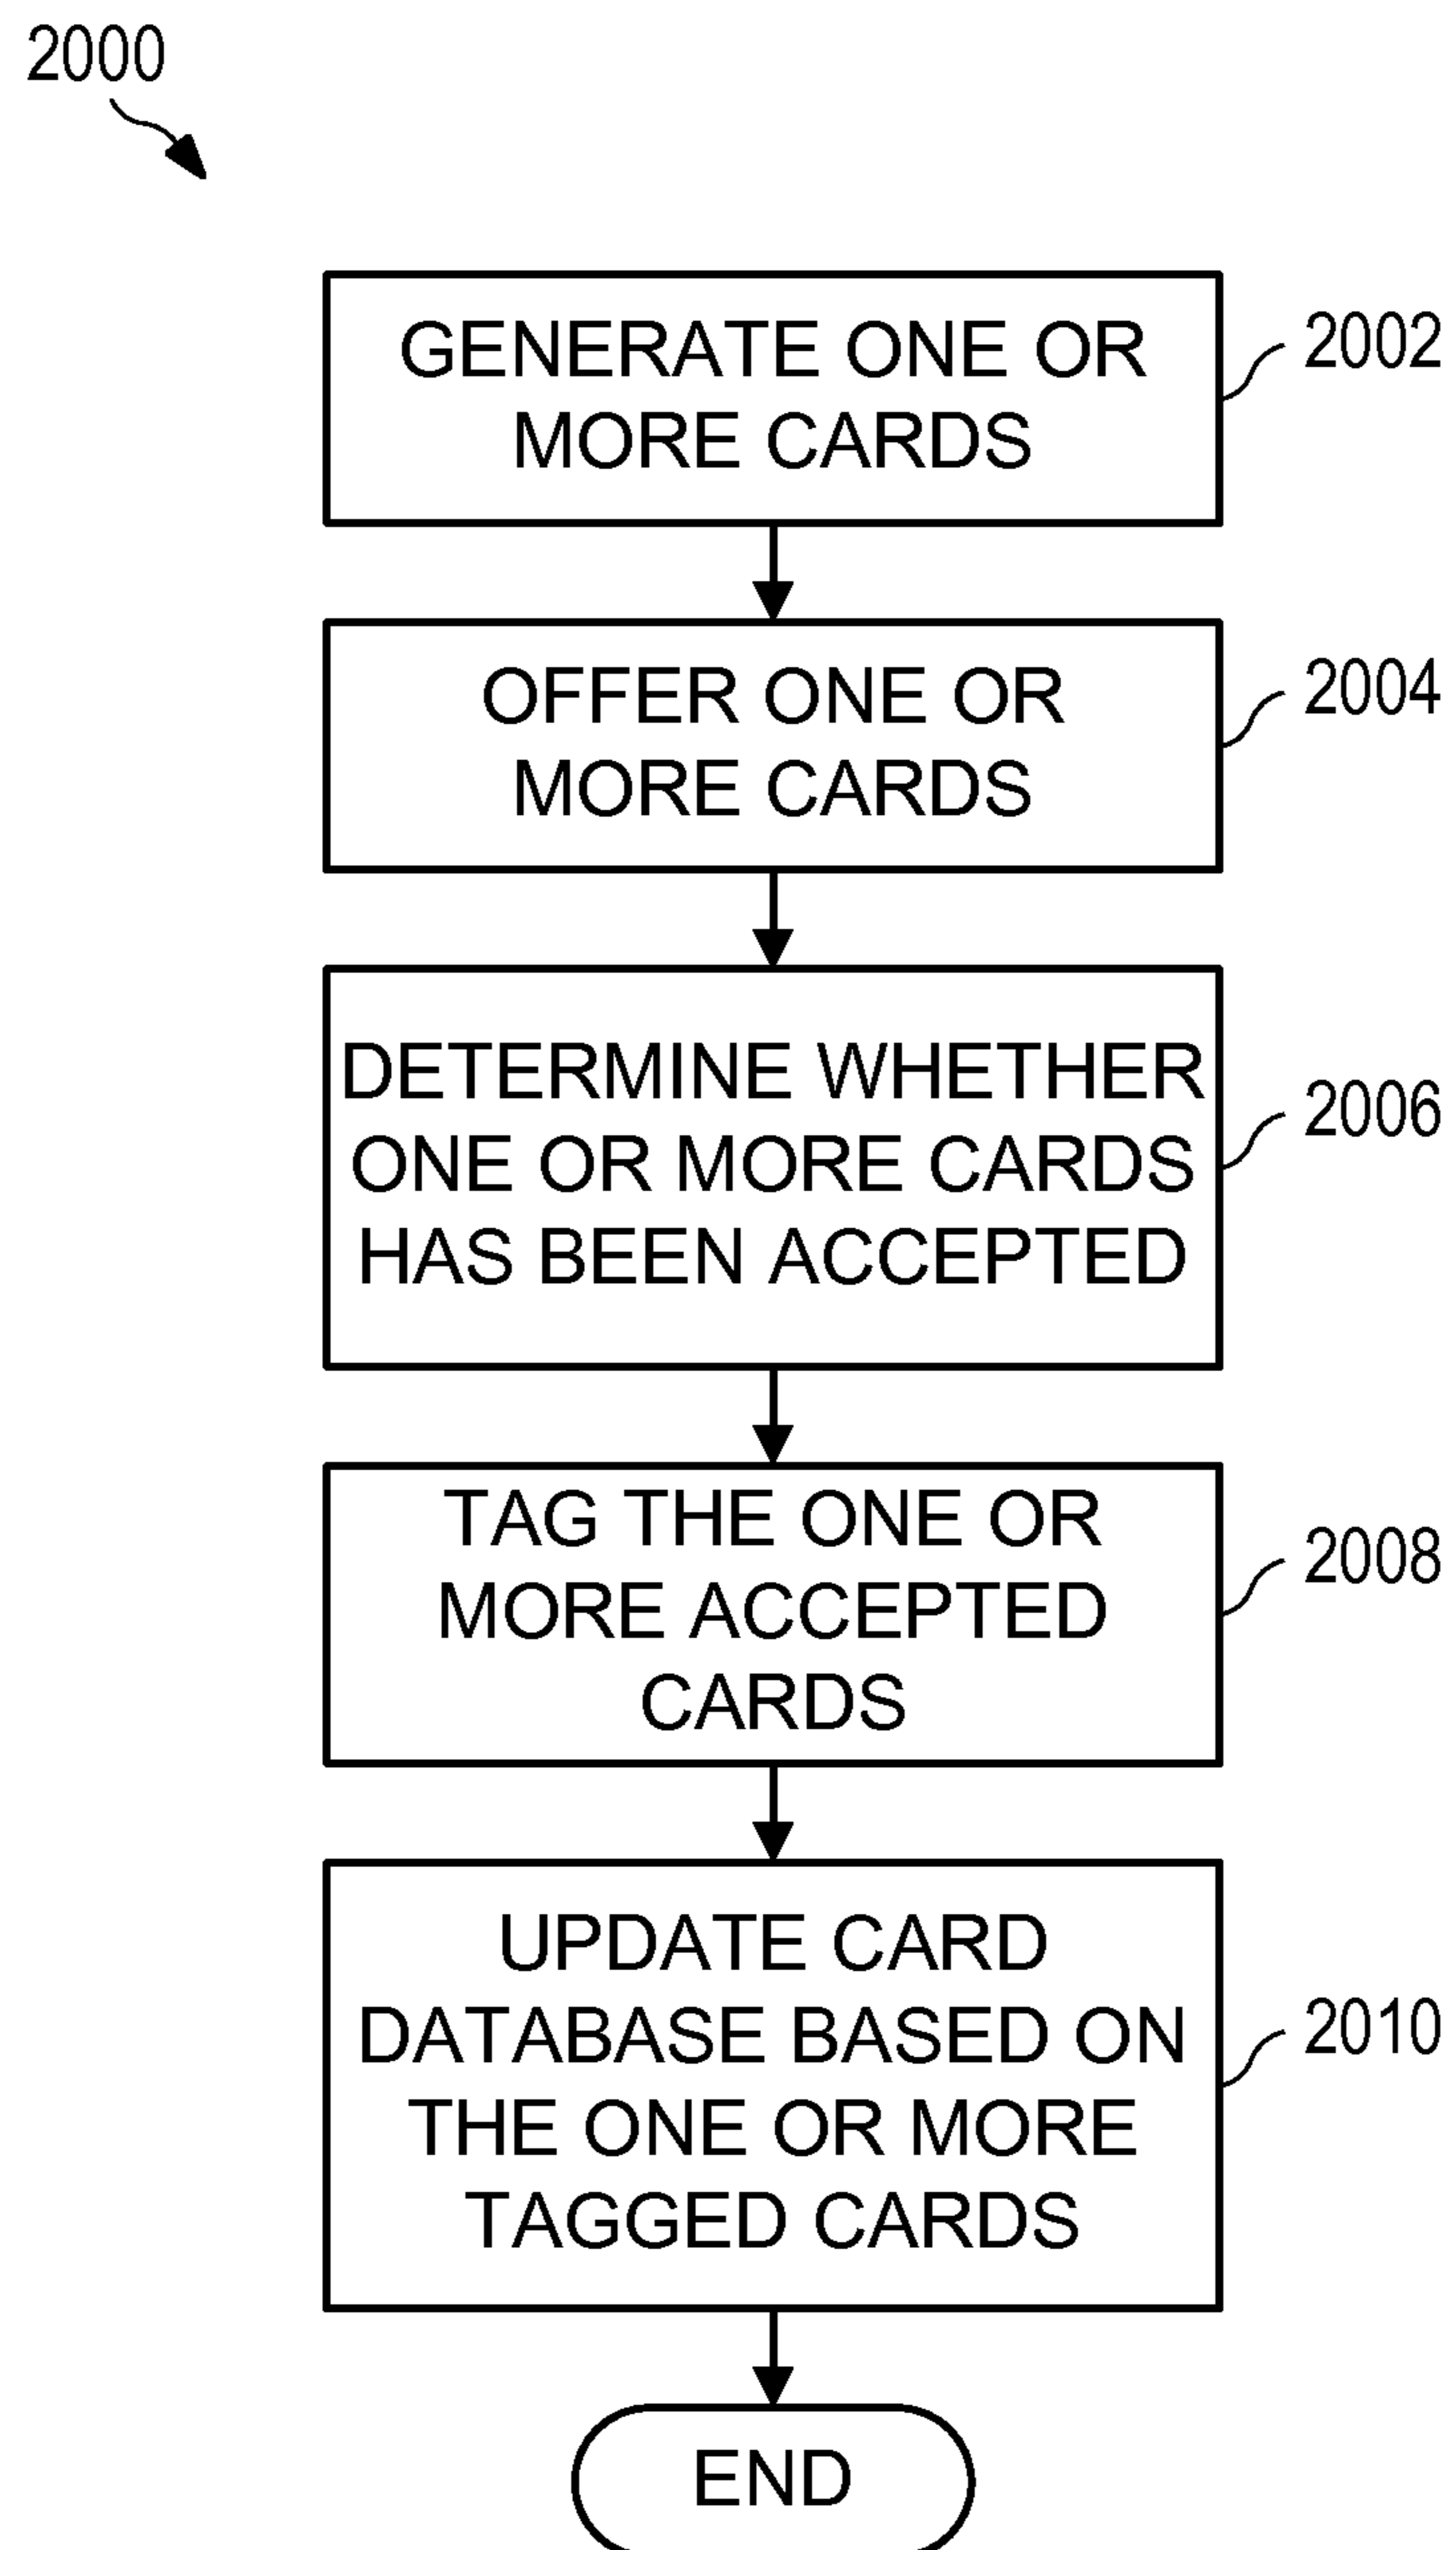 2000
GENERATE ONE OR
MORE CARDS
2002
OFFER ONE OR
MORE CARDS
2004
DETERMINE WHETHER
ONE OR MORE CARDS
HAS BEEN ACCEPTED
2006
TAG THE ONE OR
MORE ACCEPTED
CARDS
2008
UPDATE CARD
DATABASE BASED ON
THE ONE OR MORE
TAGGED CARDS
2010
END